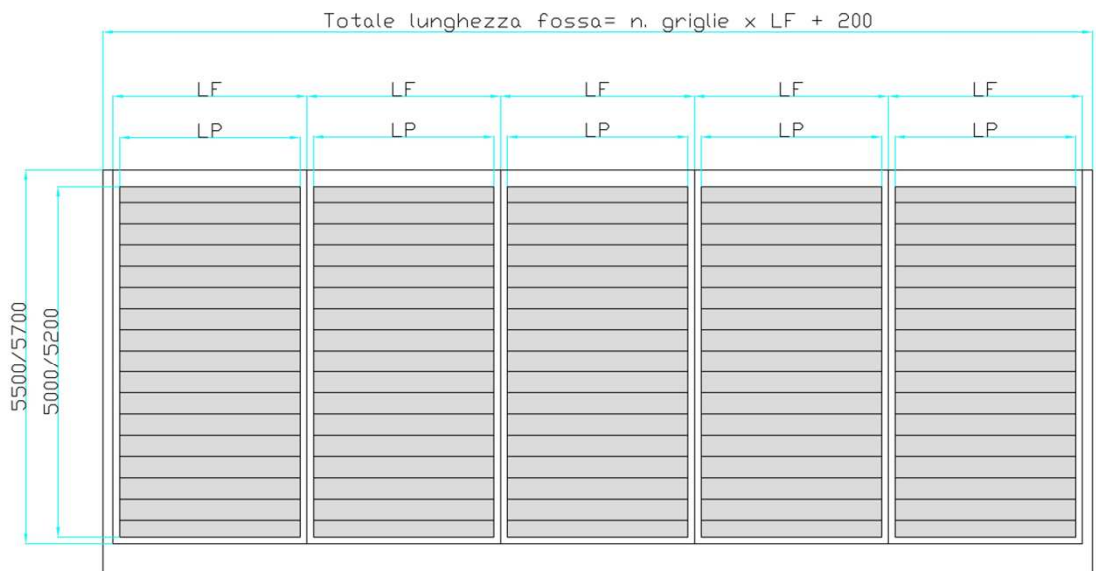 Totale lunghezza fossa= n. griglie x LF + 200
LF LF LF LF LF
LP LP LP LP LP
5500/5700
5000/5200